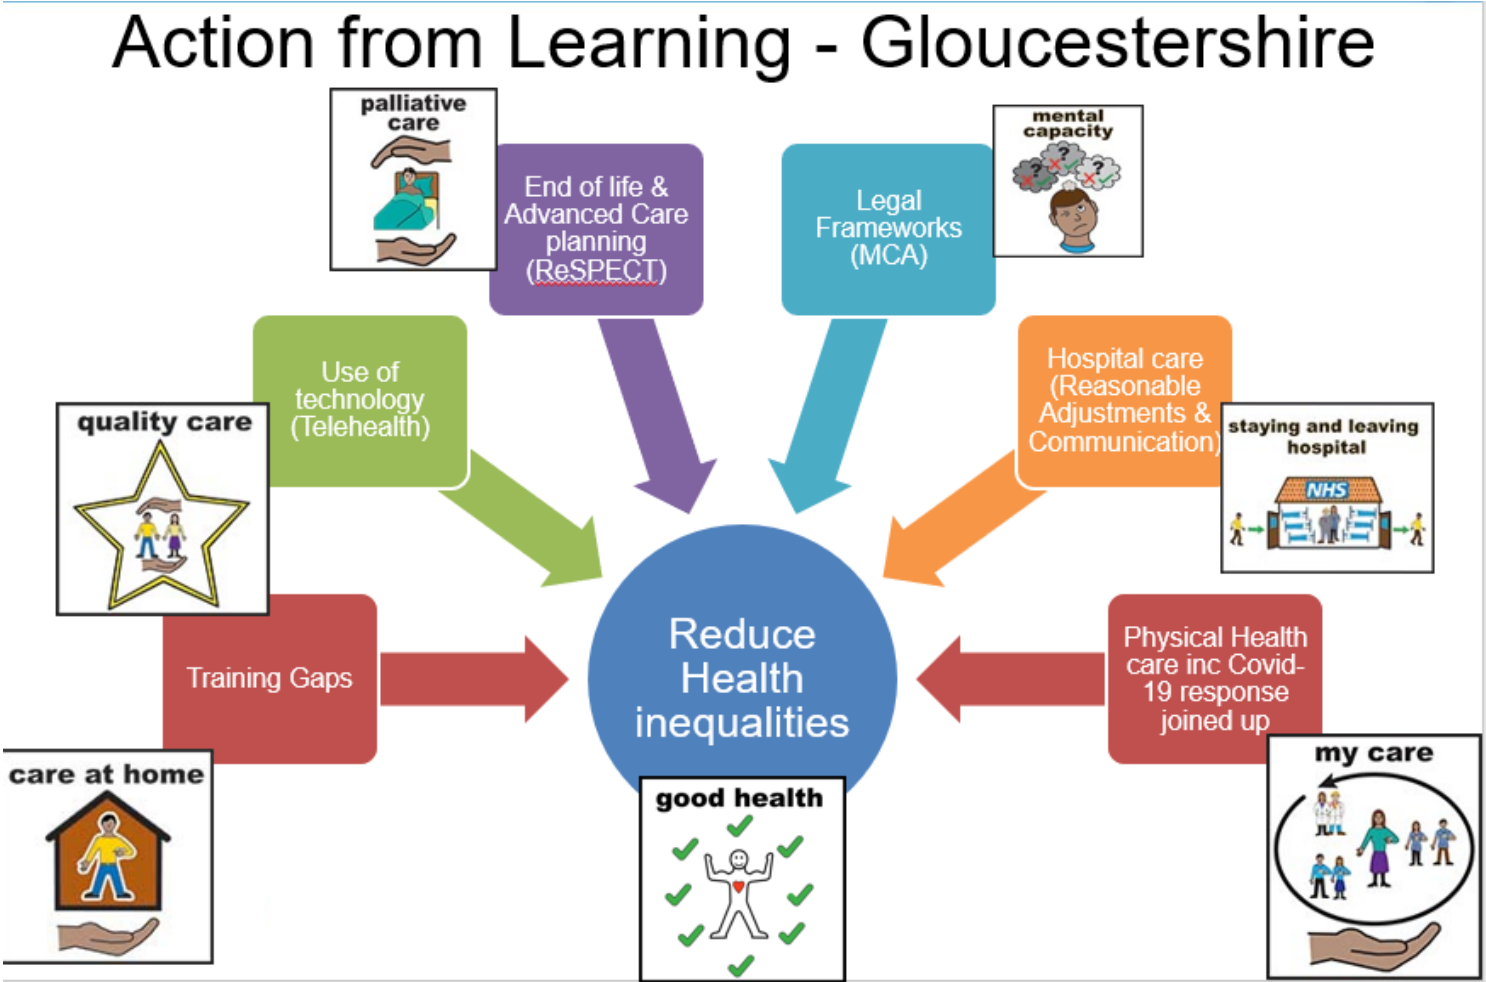 Action from Learning - Gloucestershire
palliative
care
End of life &
Advanced Care
planning
(ReSPECT)
Legal
Frameworks
(MCA)
mental
capacity
Use of
technology
(Telehealth)
quality care
Hospital care
(Reasonable
Adjustments &
Communication)
staying and leaving
hospital
NHS
Training Gaps
care at home
Reduce
Health
inequalities
good health
Physical Health
care inc Covid-
19 response
joined up
my care